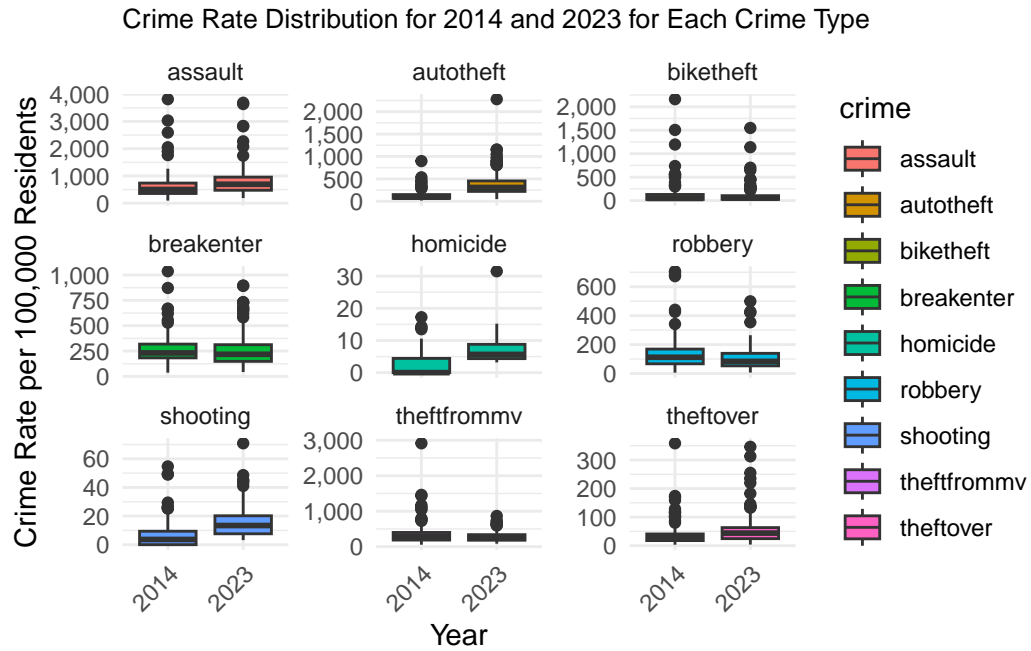 Crime Rate Distribution for 2014 and 2023 for Each Crime Type
Crime Rate per 100,000 Residents
assault
4,000
3,000
2,000
1,000
0
autotheft
2,000
1,500
1,000
500
0
biketheft
2,000
1,500
1,000
500
0
breakenter
1,000
750
500
250
0
homicide
30
20
10
0
robbery
600
400
200
0
shooting
60
40
20
0
theftfrommv
3,000
2,000
1,000
0
theftover
300
200
100
0
2014
2023
2014
2023
2014
2023
Year
crime
assault
autotheft
biketheft
breakenter
homicide
robbery
shooting
theftfrommv
theftover